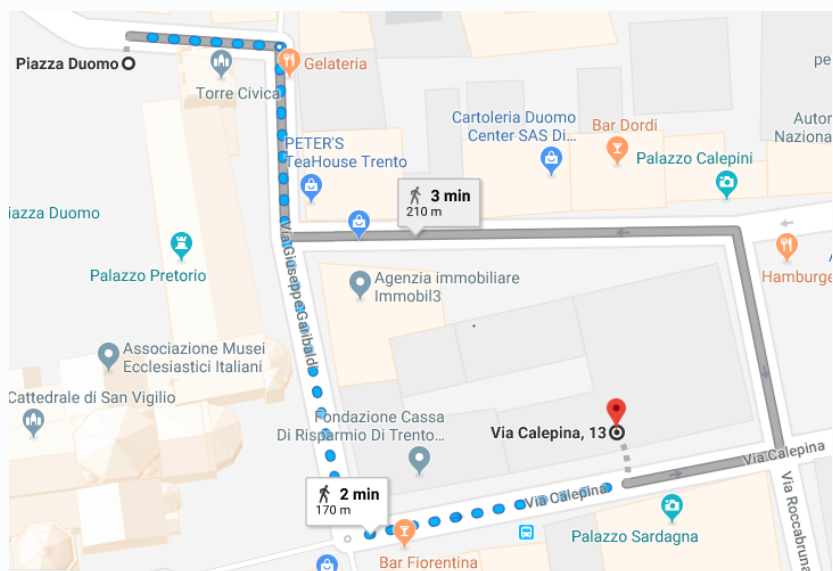 Piazza Duomo
Torre Civica
Gelateria
PETER'S
TeaHouse Trento
Cartoleria Duomo
Center SAS Di...
Bar Dordi
Palazzo Calepini
pe
Autor
Naziona
iazza Duomo
Palazzo Pretorio
3 min
210 m
Via Giuseppe Garibaldi
Agenzia immobiliare
Immobil3
Hamburge
A
Associazione Musei
Ecclesiastici Italiani
Cattedrale di San Vigilio
Fondazione Cassa
Di Risparmio Di Trento...
Via Calepina, 13
Via Calepina
Via Calepina
Via Roccabruna
2 min
170 m
Bar Fiorentina
Palazzo Sardagna